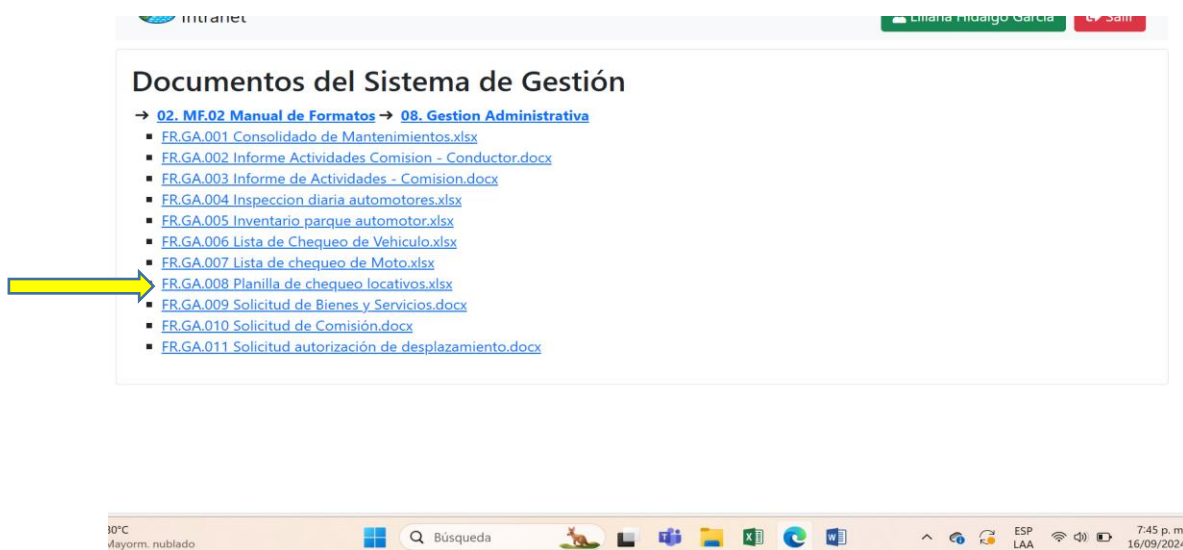 Intranet
Liliana Hidalgo García Salir
Documentos del Sistema de Gestión
→ 02. MF.02 Manual de Formatos → 08. Gestion Administrativa
▪ FR.GA.001 Consolidado de Mantenimientos.xlsx
▪ FR.GA.002 Informe Actividades Comision - Conductor.docx
▪ FR.GA.003 Informe de Actividades - Comision.docx
▪ FR.GA.004 Inspeccion diaria automotores.xlsx
▪ FR.GA.005 Inventario parque automotor.xlsx
▪ FR.GA.006 Lista de Chequeo de Vehiculo.xlsx
▪ FR.GA.007 Lista de chequeo de Moto.xlsx
FR.GA.008 Planilla de chequeo locativos.xlsx
▪ FR.GA.009 Solicitud de Bienes y Servicios.docx
▪ FR.GA.010 Solicitud de Comisión.docx
▪ FR.GA.011 Solicitud autorización de desplazamiento.docx
30°C
Mayorm. nublado
Búsqueda
ESP
LAA
7:45 p. m
16/09/2024